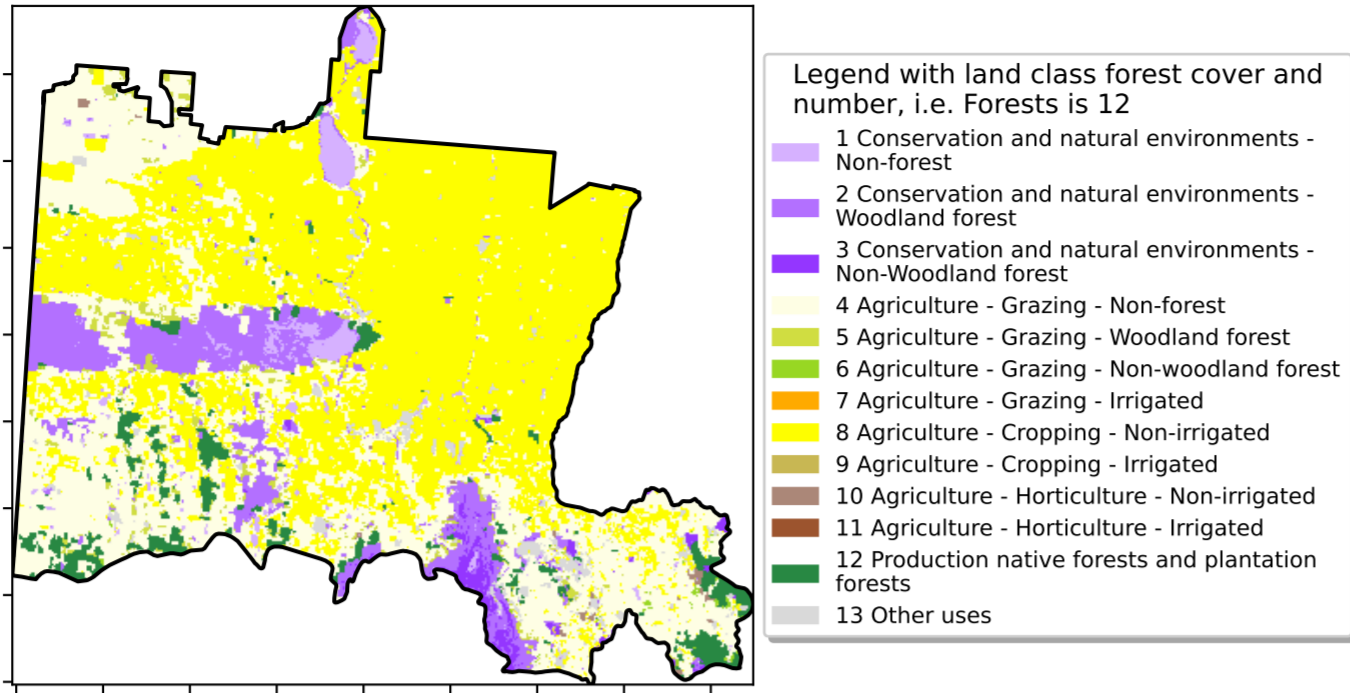 Legend with land class forest cover and
number, i.e. Forests is 12
1 Conservation and natural environments -
Non-forest
2 Conservation and natural environments -
Woodland forest
3 Conservation and natural environments -
Non-Woodland forest
4 Agriculture - Grazing - Non-forest
5 Agriculture - Grazing - Woodland forest
6 Agriculture - Grazing - Non-woodland forest
7 Agriculture - Grazing - Irrigated
8 Agriculture - Cropping - Non-irrigated
9 Agriculture - Cropping - Irrigated
10 Agriculture - Horticulture - Non-irrigated
11 Agriculture - Horticulture - Irrigated
12 Production native forests and plantation
forests
13 Other uses